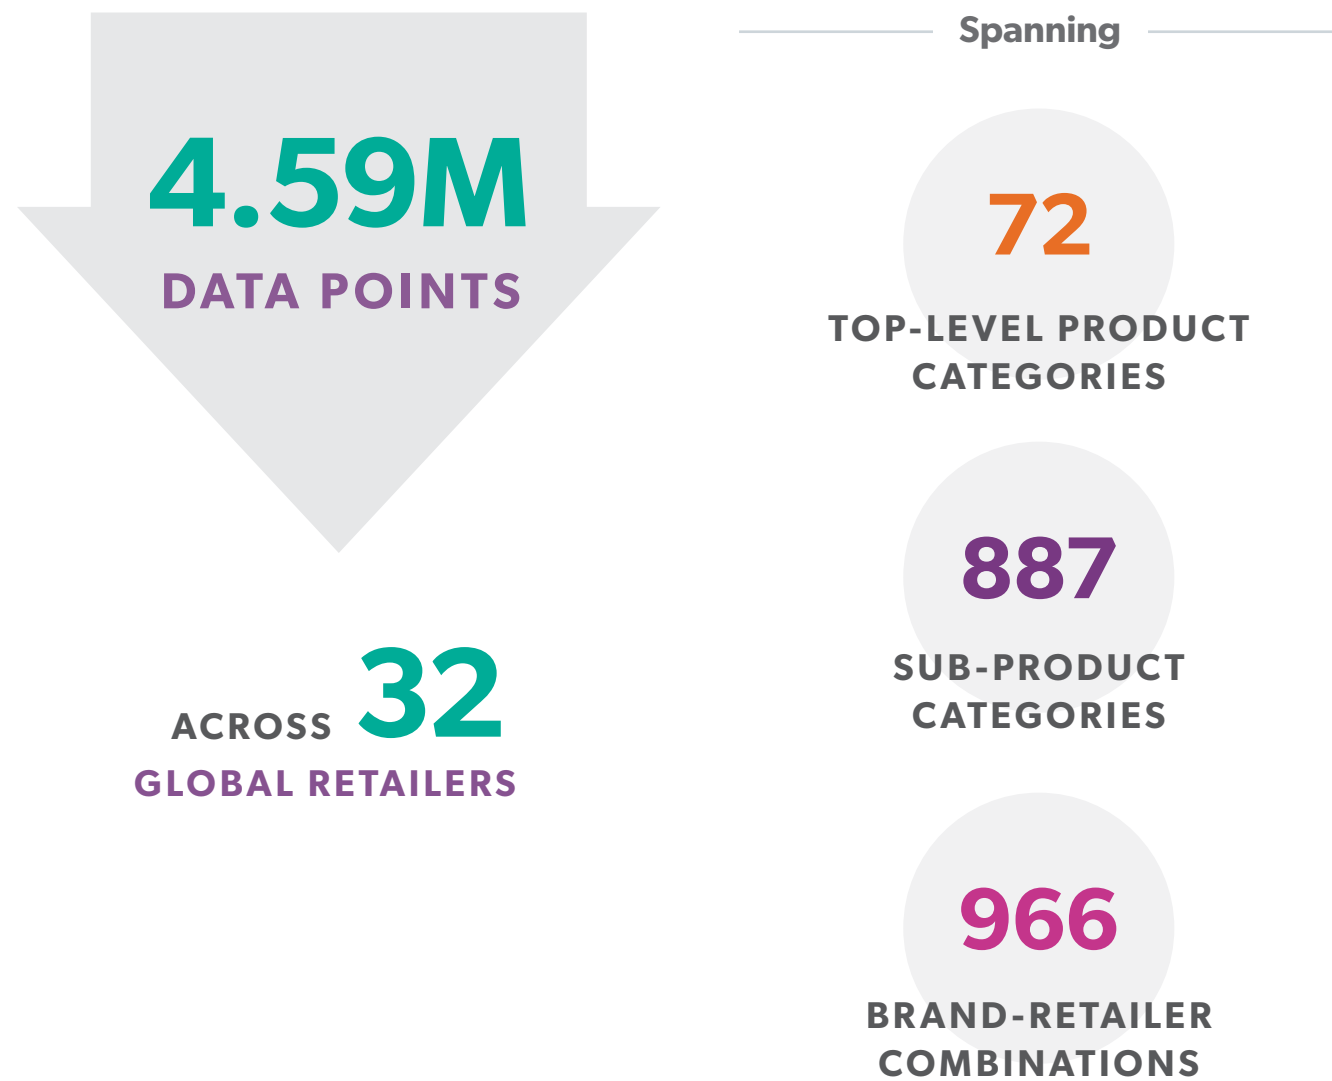 4.59M
DATA POINTS
ACROSS 32
GLOBAL RETAILERS
Spanning
72
TOP-LEVEL PRODUCT
CATEGORIES
887
SUB-PRODUCT
CATEGORIES
966
BRAND-RETAILER
COMBINATIONS